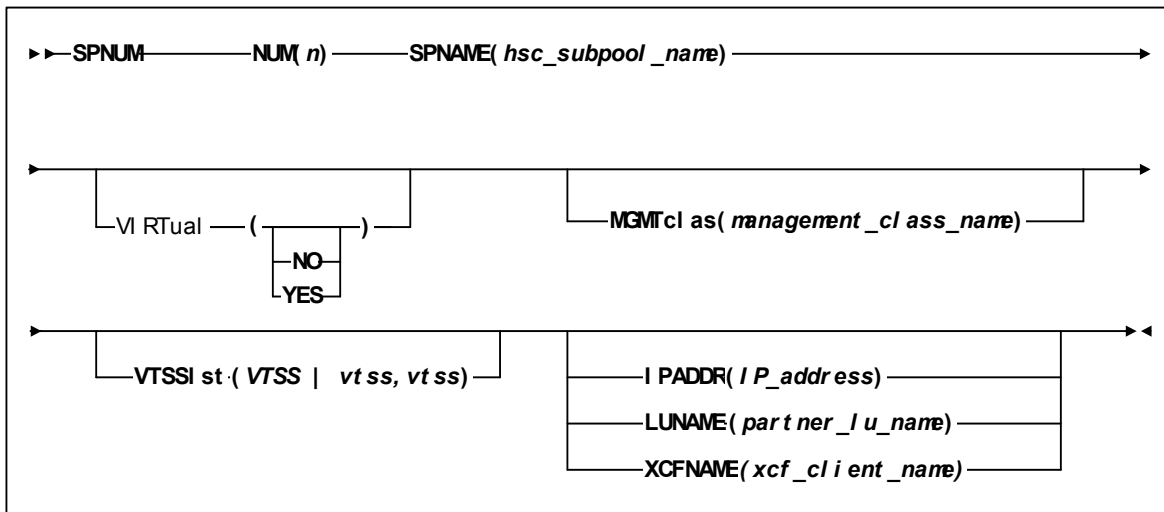 SPNUM NUM(n) SPNAME(hsc_subpool_name)
VIRTual ( )
NO
YES
MGMTclas(management_class_name)
VTSSlst(VTSS | vtss,vtss)
IPADDR(IP_address)
LUNAME(partner_lu_name)
XCFNAME(xcf_client_name)